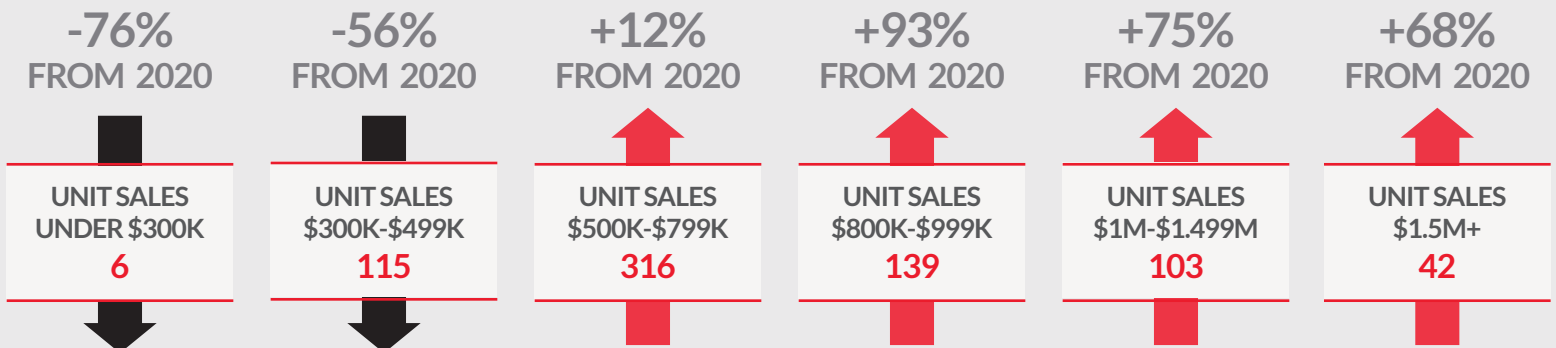 -76%
FROM 2020
UNIT SALES
UNDER $300K
6
-56%
FROM 2020
UNIT SALES
$300K-$499K
115
+12%
FROM 2020
UNIT SALES
$500K-$799K
316
+93%
FROM 2020
UNIT SALES
$800K-$999K
139
+75%
FROM 2020
UNIT SALES
$1M-$1.499M
103
+68%
FROM 2020
UNIT SALES
$1.5M+
42